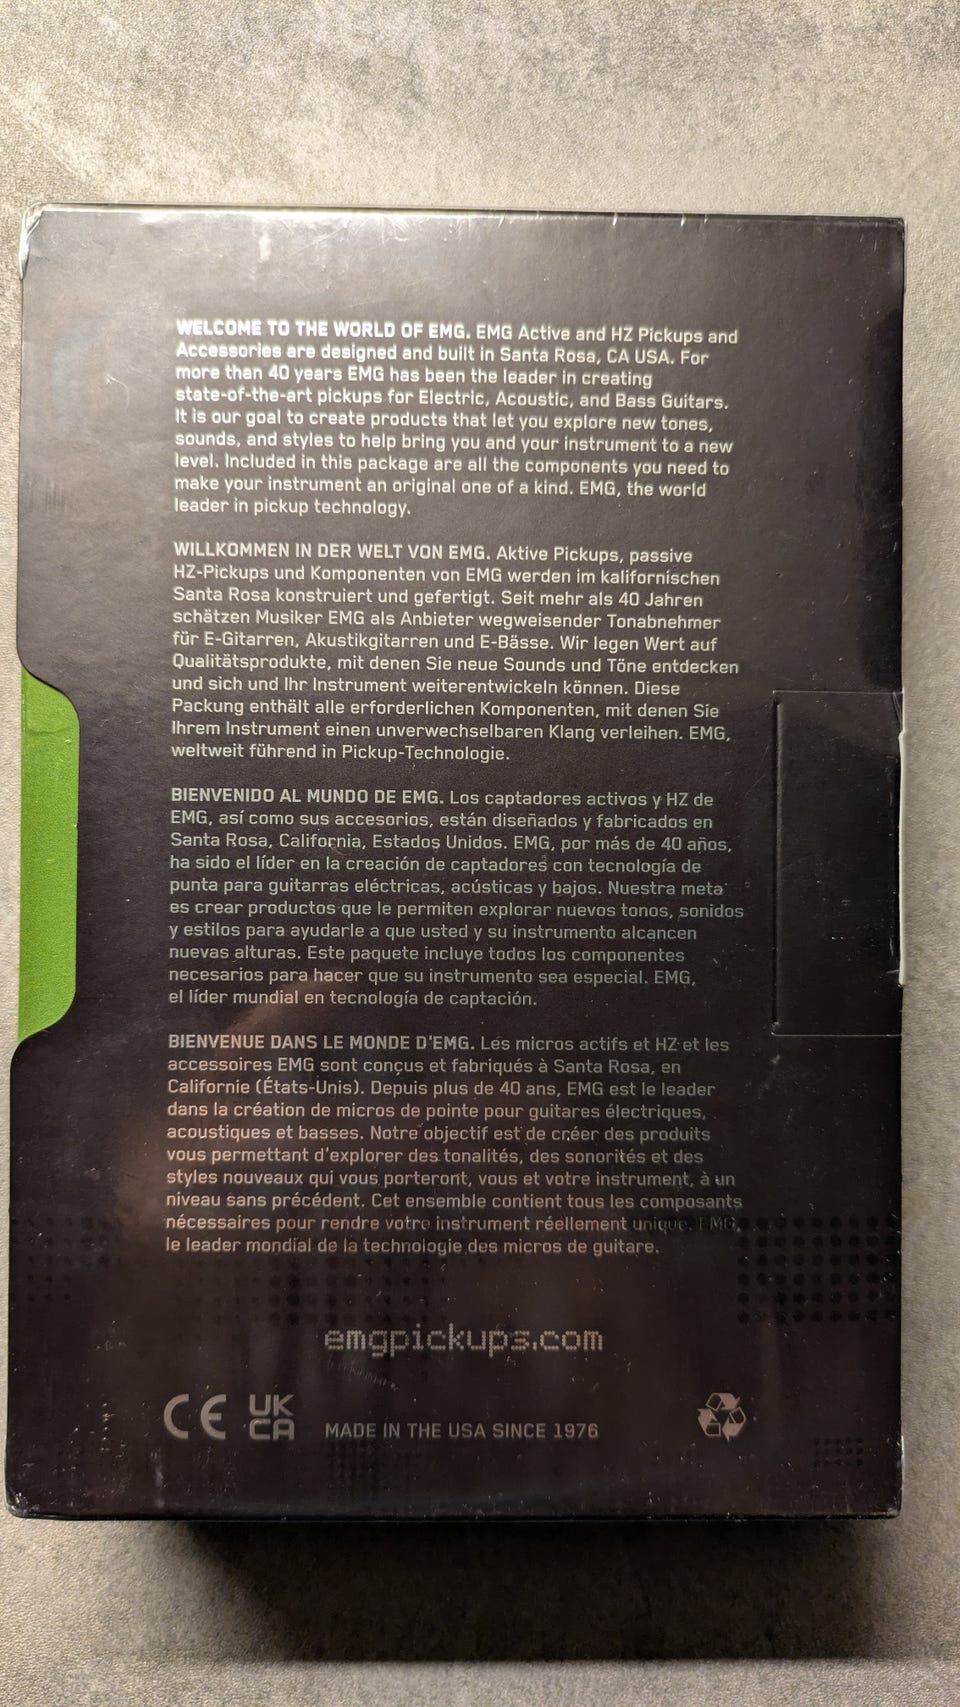 WELCOME TO THE WORLD OF EMG. EMG Active and HZ Pickups and
Accessories are designed and built in Santa Rosa, CA USA. For
more than 40 years EMG has been the leader in creating
state-of-the-art pickups for Electric, Acoustic, and Bass Guitars.
It is our goal to create products that let you explore new tones,
sounds, and styles to help bring you and your instrument to a new
level. Included in this package are all the components you need to
make your instrument an original one of a kind. EMG, the world
leader in pickup technology.
WILLKOMMEN IN DER WELT VON EMG. Aktive Pickups, passive
HZ-Pickups und Komponenten von EMG werden im kalifornischen
Santa Rosa konstruiert und gefertigt. Seit mehr als 40 Jahren
schätzen Musiker EMG als Anbieter wegweisender Tonabnehmer
für E-Gitarren, Akustikgitarren und E-Bässe. Wir legen Wert auf
Qualitätsprodukte, mit denen Sie neue Sounds und Töne entdecken
und sich und Ihr Instrument weiterentwickeln können. Diese
Packung enthält alle erforderlichen Komponenten, mit denen Sie
Ihrem Instrument einen unverwechselbaren Klang verleihen. EMG,
weltweit führend in Pickup-Technologie.
BIENVENIDO AL MUNDO DE EMG. Los captadores activos y HZ de
EMG, así como sus accesorios, están diseñados y fabricados en
Santa Rosa, California, Estados Unidos. EMG, por más de 40 años,
ha sido el líder en la creación de captadores con tecnología de
punta para guitarras eléctricas, acústicas y bajos. Nuestra meta
es crear productos que le permiten explorar nuevos tonos, sonidos
y estilos para ayudarle a que usted y su instrumento alcancen
nuevas alturas. Este paquete incluye todos los componentes
necesarios para hacer que su instrumento sea especial. EMG,
el líder mundial en tecnología de captación.
BIENVENUE DANS LE MONDE D'EMG. Les micros actifs et HZ et les
accessoires EMG sont conçus et fabriqués à Santa Rosa, en
Californie (États-Unis). Depuis plus de 40 ans, EMG est le leader
dans la création de micros de pointe pour guitares électriques,
acoustiques et basses. Notre objectif est de créer des produits
vous permettant d'explorer des tonalités, des sonorités et des
styles nouveaux qui vous porteront, vous et votre instrument, à un
niveau sans précédent. Cet ensemble contient tous les composants
nécessaires pour rendre votre instrument réellement unique. EMG,
le leader mondial de la technologie des micros de guitare.
emgpickups.com
CE UK CA MADE IN THE USA SINCE 1976